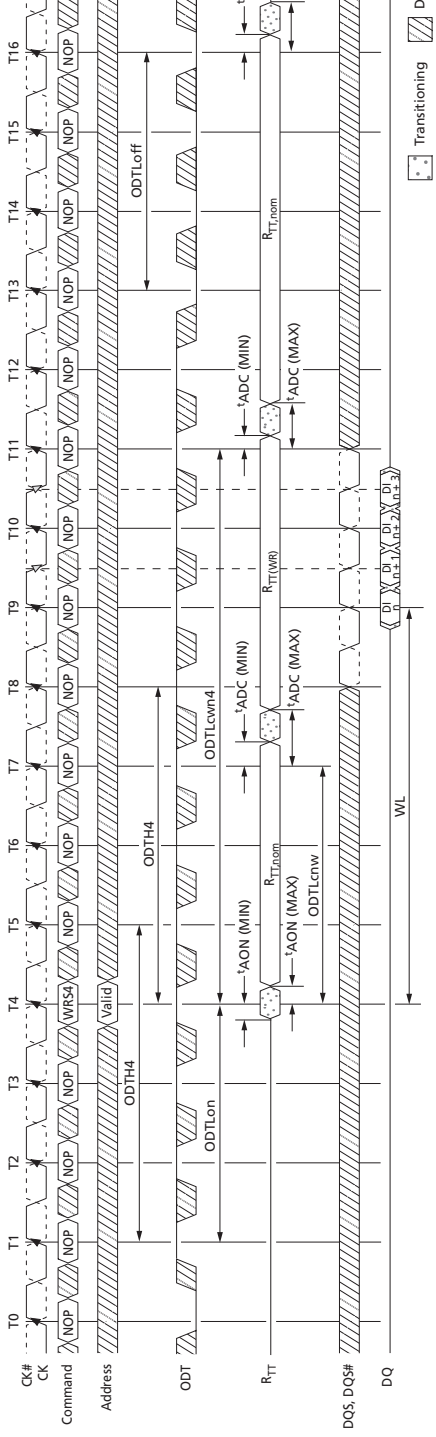 T0 T1 T2 T3 T4 T5 T6 T7 T8 T9 T10 T11 T12 T13 T14 T15 T16
CK#
CK
Command NOP NOP NOP NOP WRS4 NOP NOP NOP NOP NOP NOP NOP NOP NOP NOP NOP NOP
Address Valid
ODTH4 ODTH4 ODTLoff
ODT
ODTLon ODTLcwn4
tAON (MIN) tADC (MIN) tADC (MIN) t
RTT RTT,nom RTT(WR) RTT,nom
tAON (MAX) tADC (MAX) tADC (MAX)
ODTLcnw
DQS, DQS#
WL
DQ DI n DI n + 1 DI n + 2 DI n + 3
Transitioning D